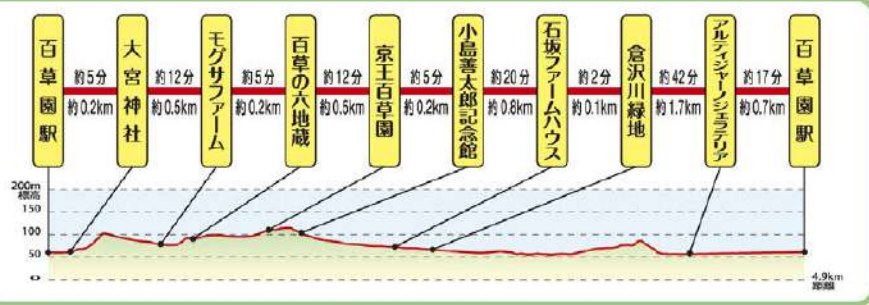 百草園駅
約5分
約0.2km
大宮神社
約12分
約0.5km
モグサファーム
約5分
約0.2km
百草の六地蔵
約12分
約0.5km
京王百草園
約5分
約0.2km
小島善太郎記念館
約20分
約0.8km
石坂ファームハウス
約2分
約0.1km
倉沢川緑地
約42分
約1.7km
アルティジャーノジェラテリア
約17分
約0.7km
百草園駅
200m
標高
150
100
50
0
4.9km
距離